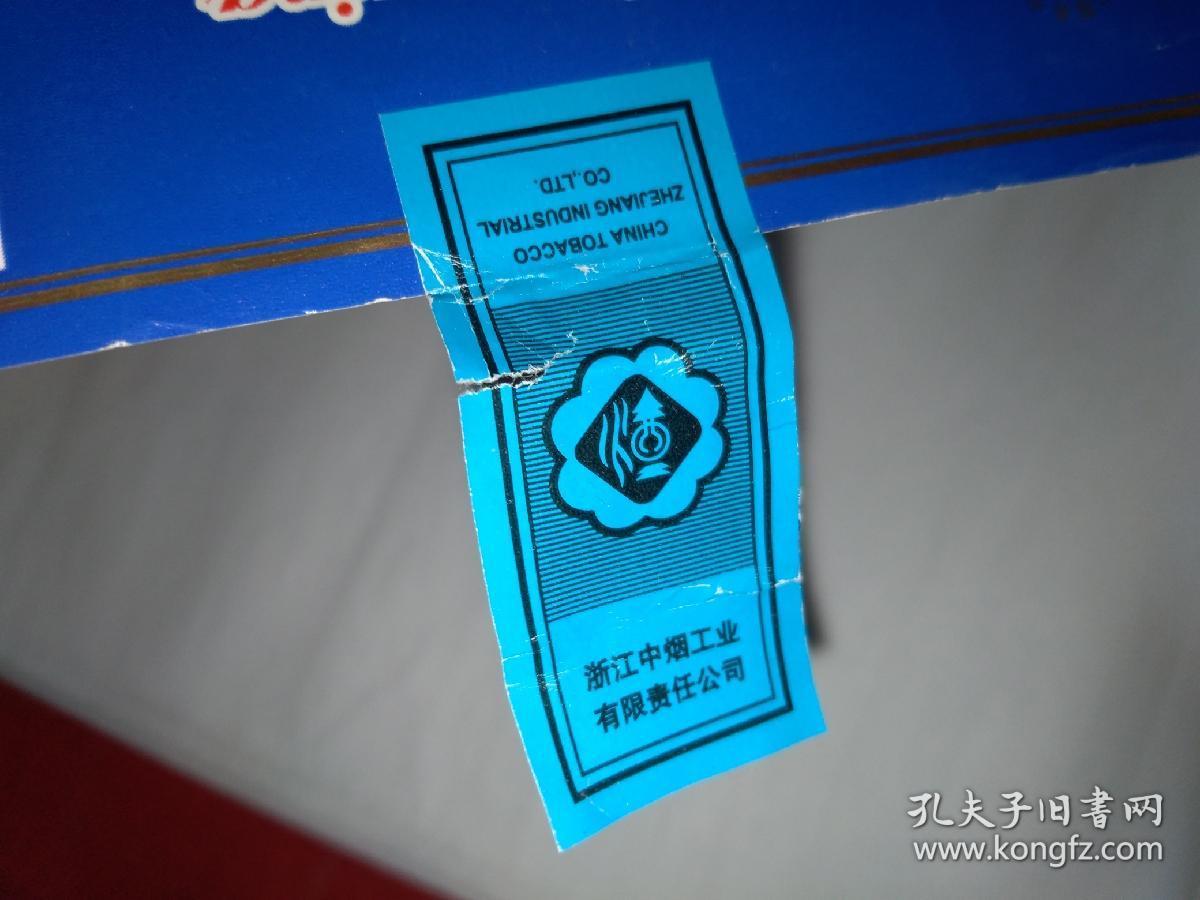 CHINA TOBACCO
ZHEJIANG INDUSTRIAL
CO.,LTD.
浙江中烟工业
有限责任公司
孔夫子旧書网
www.kongfz.com